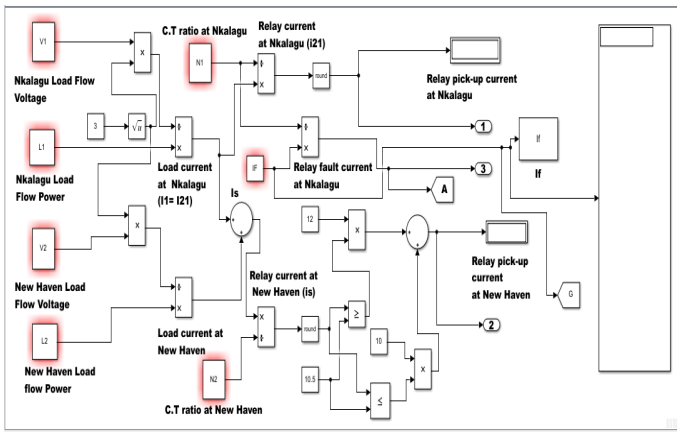 V1
Nkalagu Load Flow
Voltage
×
C.T ratio at Nkalagu
N1
Relay current
at Nkalagu (i21)
÷
×
round
Relay pick-up current
at Nkalagu
1
3
√u
L1
Nkalagu Load
Flow Power
÷
×
Load current
at Nkalagu
(I1= I21)
IF
÷
×
Relay fault current
at Nkalagu
3
A
If
If
Is
V2
New Haven Load
Flow Voltage
×
+
+
12
×
+
+
Relay pick-up
current
at New Haven
G
2
÷
×
Load current at
New Haven
L2
New Haven Load
flow Power
Relay current at
New Haven (is)
×
÷
round
≥
10
×
10.5
≤
N2
C.T ratio at New Haven